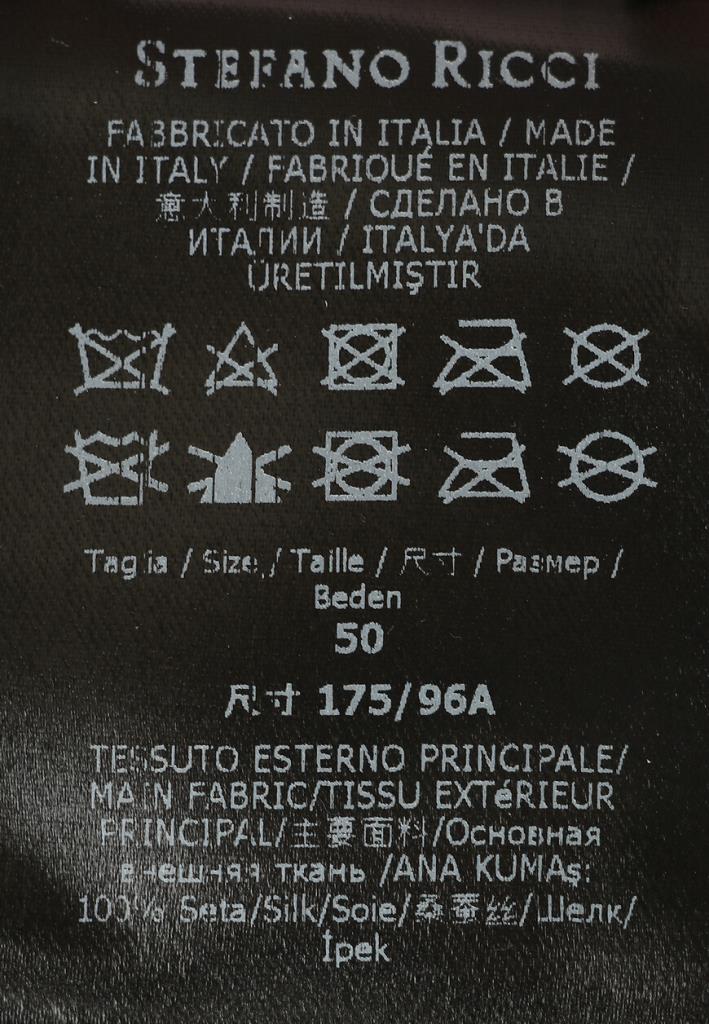 STEFANO RICCI
FABBRICATO IN ITALIA / MADE
IN ITALY / FABRIQUÉ EN ITALIE /
意大利制造 / СДЕЛАНО В
ИТАЛИИ / ITALYA'DA
ÜRETILMIŞTIR
Taglia / Size / Taille / 尺寸 / Размер /
Beden
50
尺寸 175/96A
TESSUTO ESTERNO PRINCIPALE/
MAIN FABRIC/TISSU EXTéRIEUR
PRINCIPAL/主要面料/Основная
внешняя ткань /ANA KUMAş:
100% Seta/Silk/Soie/桑蚕丝/Шелк/
İpek